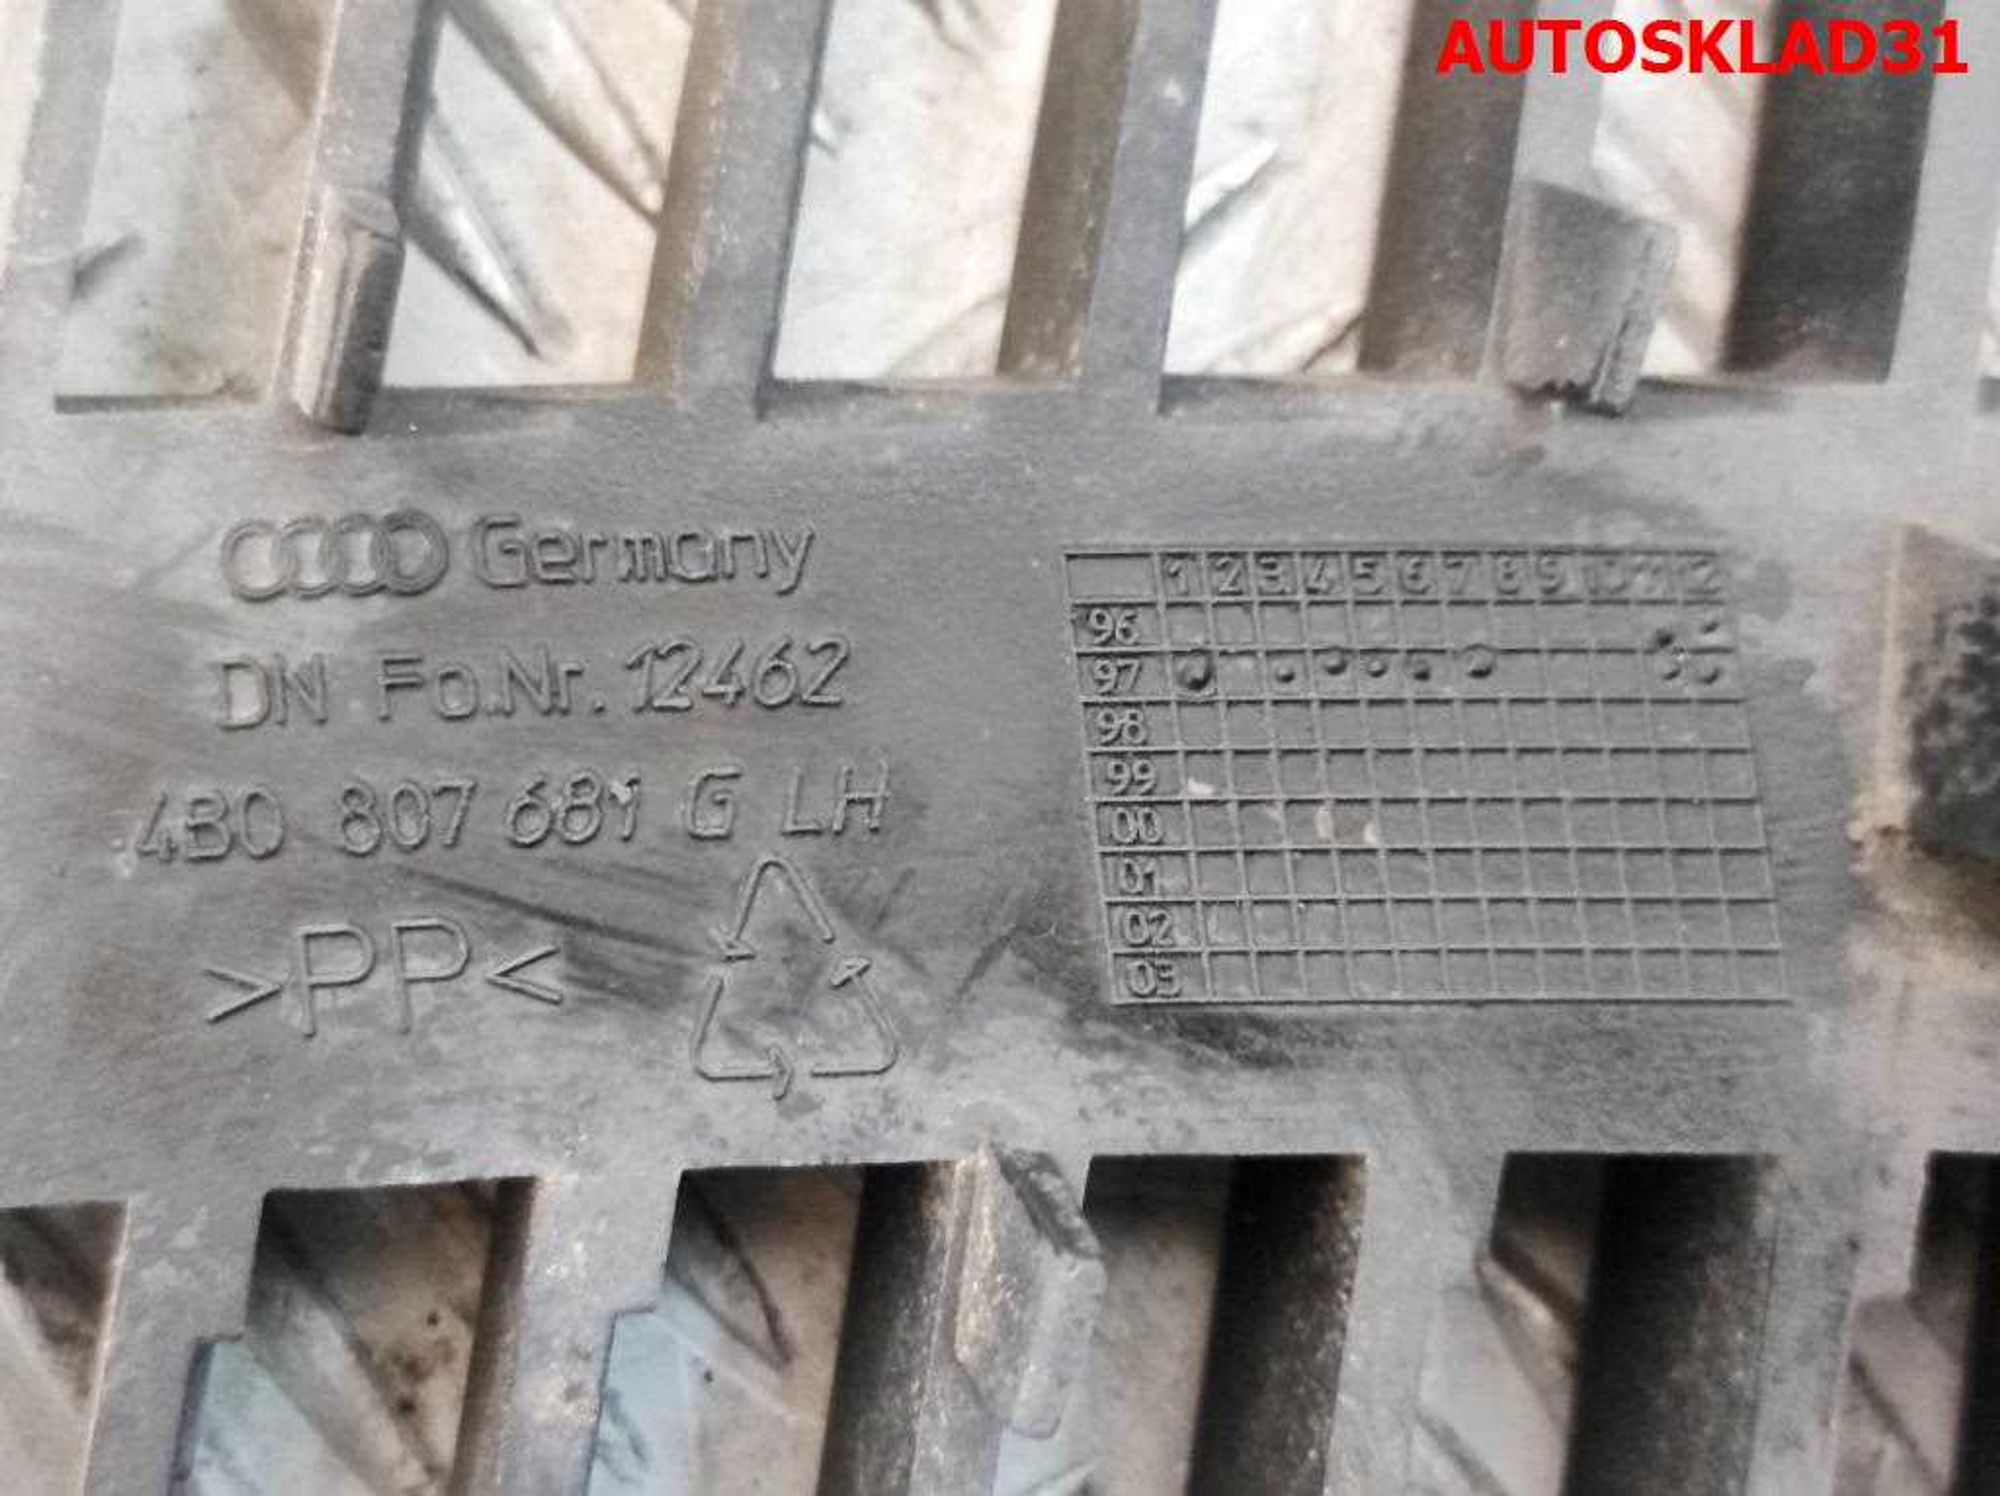 AUTOSKLAD31
Germany
DN Fo.Nr. 12462
4B0 807 681 G LH
>PP<
1 2 3 4 5 6 7 8 9 10 11 12
96
97
98
99
00
01
02
03